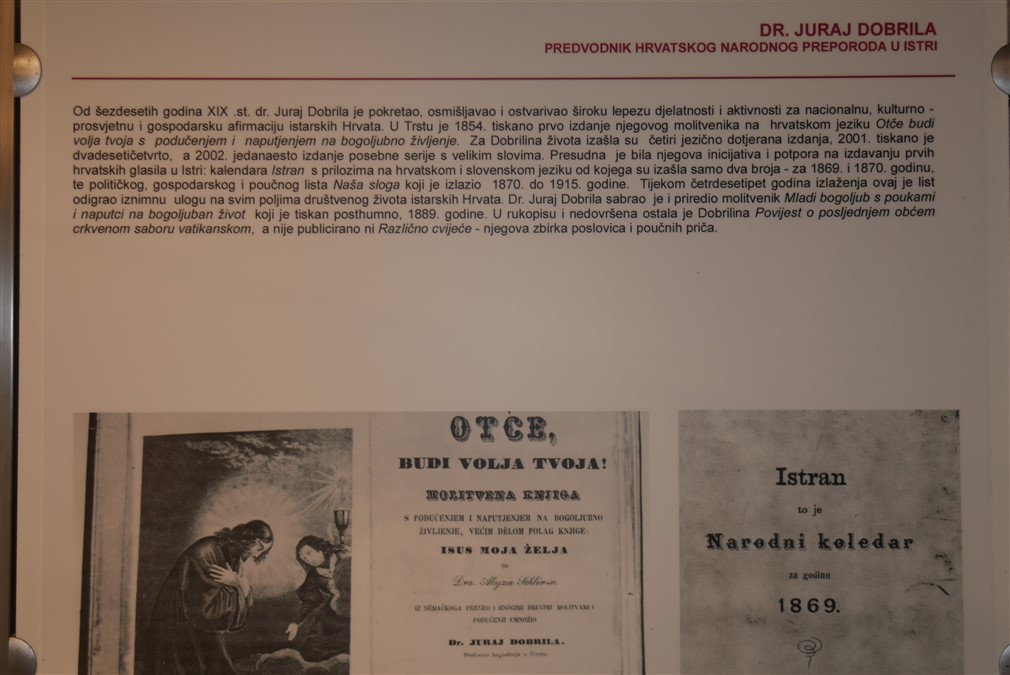 DR. JURAJ DOBRILA
PREDVODNIK HRVATSKOG NARODNOG PREPORODA U ISTRI
Od šezdesetih godina XIX .st. dr. Juraj Dobrila je pokretao, osmišljavao i ostvarivao široku lepezu djelatnosti i aktivnosti za nacionalnu, kulturno -
prosvjetnu i gospodarsku afirmaciju istarskih Hrvata. U Trstu je 1854. tiskano prvo izdanje njegovog molitvenika na hrvatskom jeziku Otče budi
volja tvoja s podučenjem i naputjenjem na bogoljubno življenje. Za Dobrilina života izašla su četiri jezično dotjerana izdanja, 2001. tiskano je
dvadesetičetvrto, a 2002. jedanaesto izdanje posebne serije s velikim slovima. Presudna je bila njegova inicijativa i potpora na izdavanju prvih
hrvatskih glasila u Istri: kalendara Istran s prilozima na hrvatskom i slovenskom jeziku od kojega su izašla samo dva broja - za 1869. i 1870. godinu,
te političkog, gospodarskog i poučnog lista Naša sloga koji je izlazio 1870. do 1915. godine. Tijekom četrdesetipet godina izlaženja ovaj je list
odigrao iznimnu ulogu na svim poljima društvenog života istarskih Hrvata. Dr. Juraj Dobrila sabrao je i priredio molitvenik Mladi bogoljub s poukami
i naputci na bogoljuban život koji je tiskan posthumno, 1889. godine. U rukopisu i nedovršena ostala je Dobrilina Povijest o posljednjem obćem
crkvenom saboru vatikanskom, a nije publicirano ni Različno cvijeće - njegova zbirka poslovica i poučnih priča.
OTČE,
BUDI VOLJA TVOJA!
MOLITVENA KNJIGA
S PODUČENJEM I NAPUTJENJEM NA BOGOLJUBNO
ŽIVLJENJE, VEĆIM DĚLOM POLAG KNJIGE:
ISUS MOJA ŽELJA
OD
Dra. Alojzia
IZ NĚMAČKOGA PREVEO I MNOGIMI DRUGIMI MOLITVAMI I
PODUČENJI UMNOŽIO
Dr. JURAJ DOBRILA,
Istran
to je
Narodni koledar
za godinu
1869.